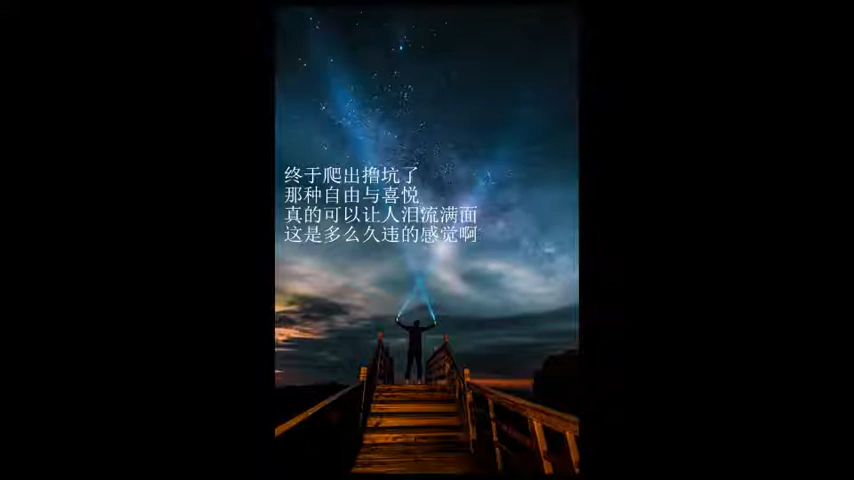 终于爬出撸坑了
那种自由与喜悦
真的可以让人泪流满面
这是多么久违的感觉啊